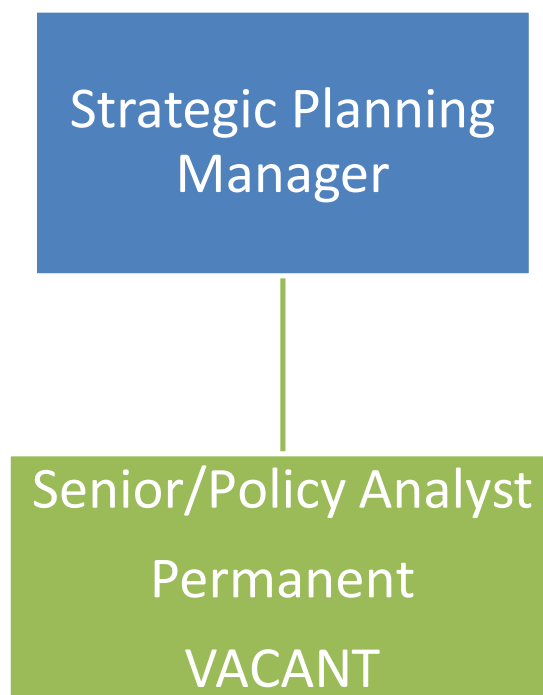 Strategic Planning
Manager
Senior/Policy Analyst
Permanent
VACANT